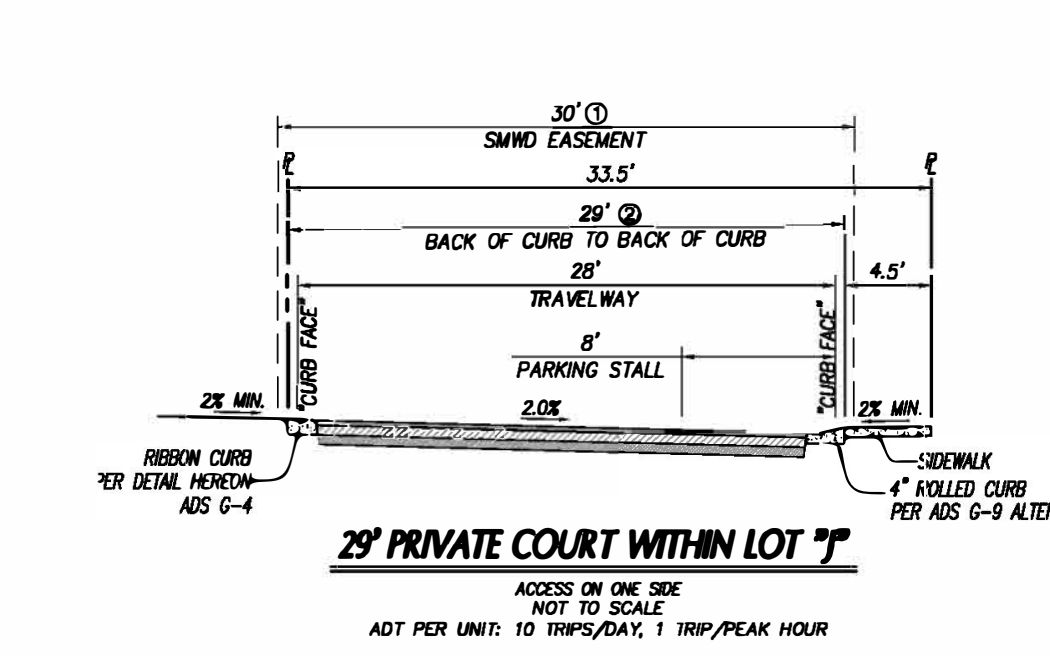 30' ①
SMWD EASEMENT
℄ ℄
33.5'
29' ②
BACK OF CURB TO BACK OF CURB
28'
4.5'
TRAVELWAY
"CURB FACE"
"CURB FACE"
8'
PARKING STALL
2% MIN.
2.0%
2% MIN.
RIBBON CURB
PER DETAIL HEREON
ADS G-4
SIDEWALK
4" ROLLED CURB
PER ADS G-9 ALTE
29' PRIVATE COURT WITHIN LOT "J"
ACCESS ON ONE SIDE
NOT TO SCALE
ADT PER UNIT: 10 TRIPS/DAY, 1 TRIP/PEAK HOUR